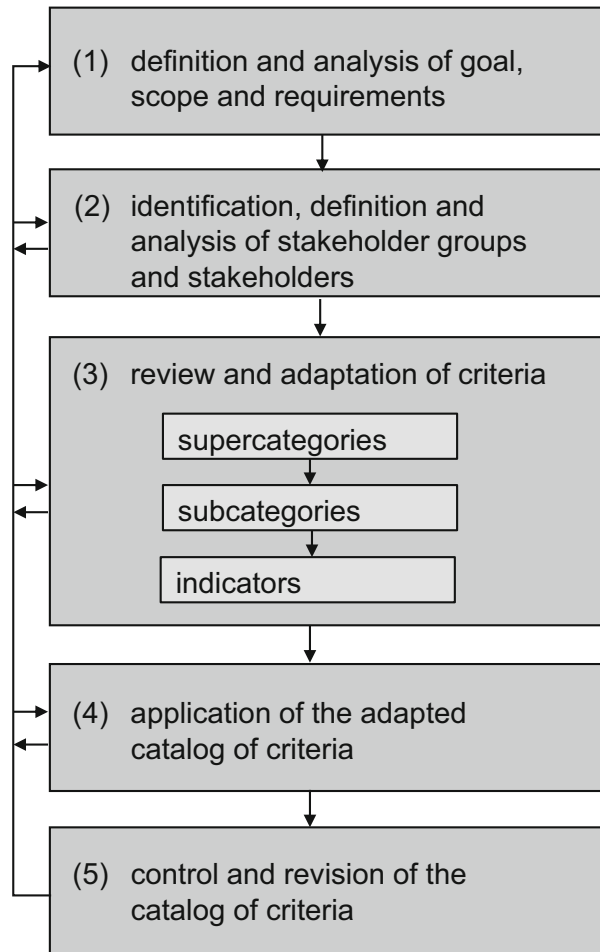 (1) definition and analysis of goal,
scope and requirements
(2) identification, definition and
analysis of stakeholder groups
and stakeholders
(3) review and adaptation of criteria
supercategories
subcategories
indicators
(4) application of the adapted
catalog of criteria
(5) control and revision of the
catalog of criteria